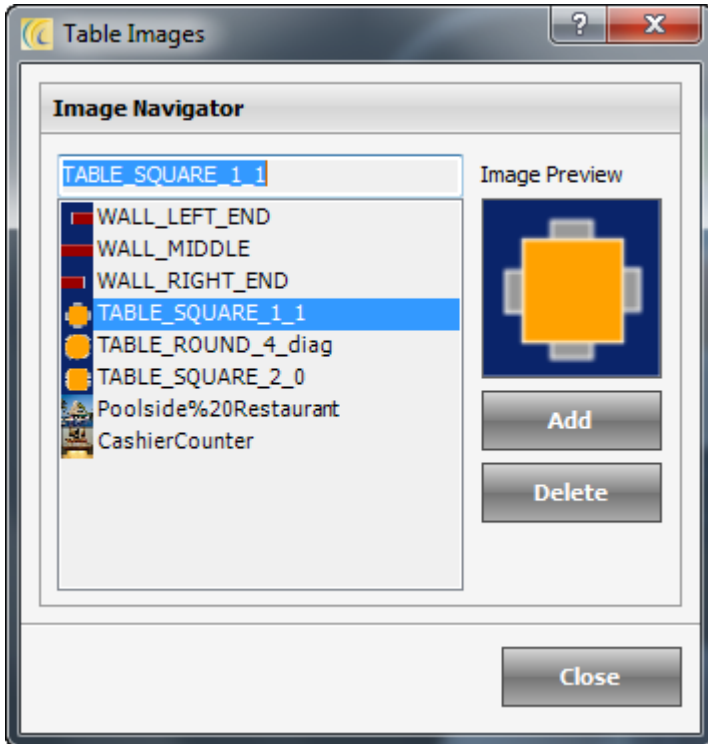 Table Images
?
X
Image Navigator
TABLE_SQUARE_1_1
Image Preview
WALL_LEFT_END
WALL_MIDDLE
WALL_RIGHT_END
TABLE_SQUARE_1_1
TABLE_ROUND_4_diag
TABLE_SQUARE_2_0
Poolside%20Restaurant
CashierCounter
Add
Delete
Close